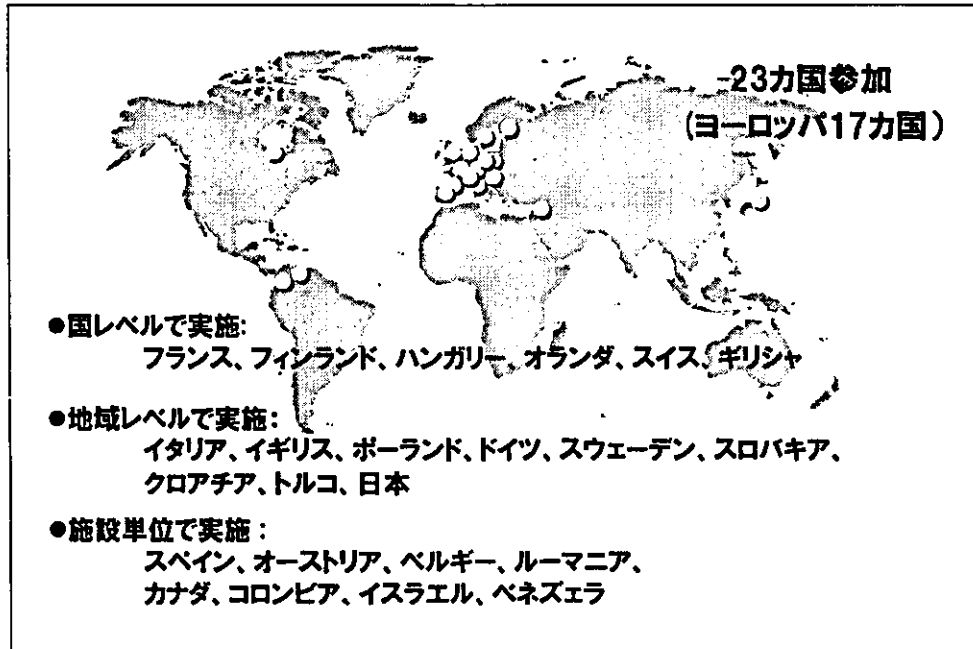 -23カ国参加
(ヨーロッパ17カ国)
●国レベルで実施:
フランス、フィンランド、ハンガリー、オランダ、スイス、ギリシャ
●地域レベルで実施:
イタリア、イギリス、ポーランド、ドイツ、スウェーデン、スロバキア、
クロアチア、トルコ、日本
●施設単位で実施:
スペイン、オーストリア、ベルギー、ルーマニア、
カナダ、コロンビア、イスラエル、ベネズェラ